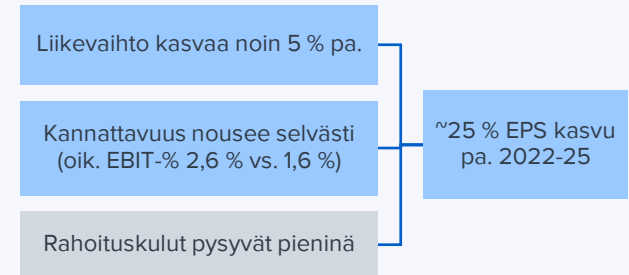 Liikevaihto kasvaa noin 5 % pa.
Kannattavuus nousee selvästi
(oik. EBIT-% 2,6 % vs. 1,6 %)
Rahoituskulut pysyvät pieninä
~25 % EPS kasvu
pa. 2022-25